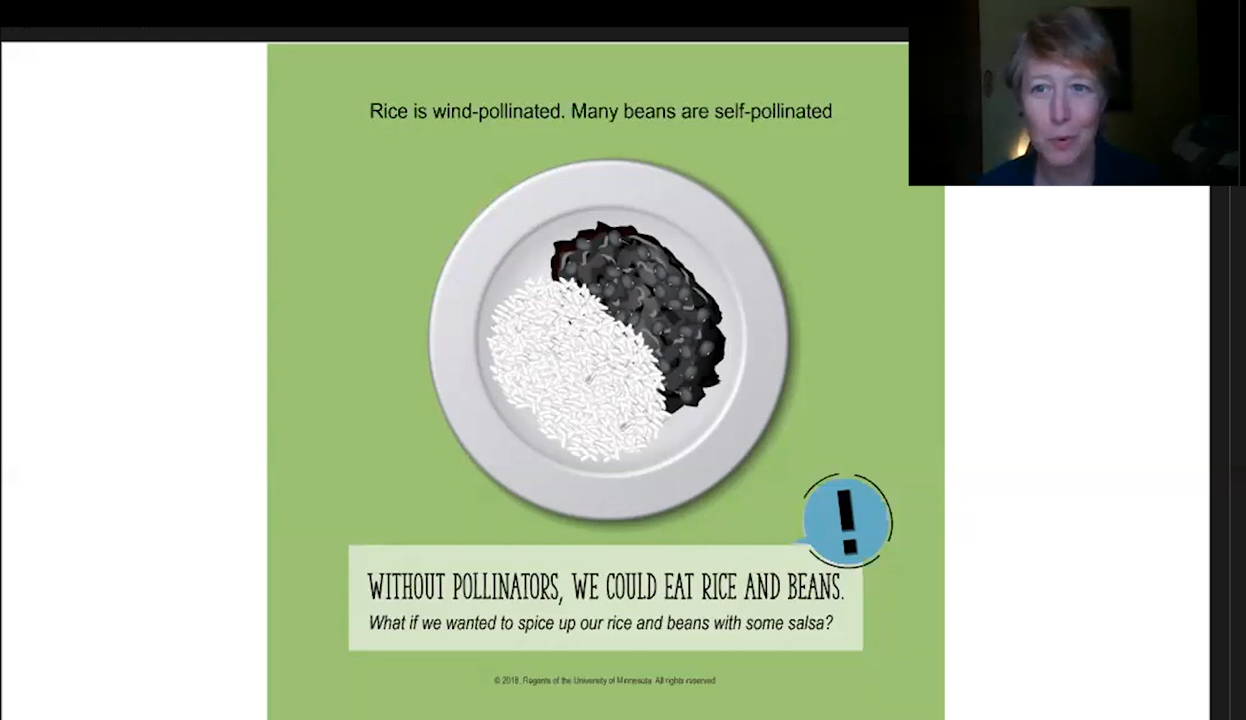 Rice is wind-pollinated. Many beans are self-pollinated
!
WITHOUT POLLINATORS, WE COULD EAT RICE AND BEANS.
What if we wanted to spice up our rice and beans with some salsa?
© 2018, Regents of the University of Minnesota. All rights reserved